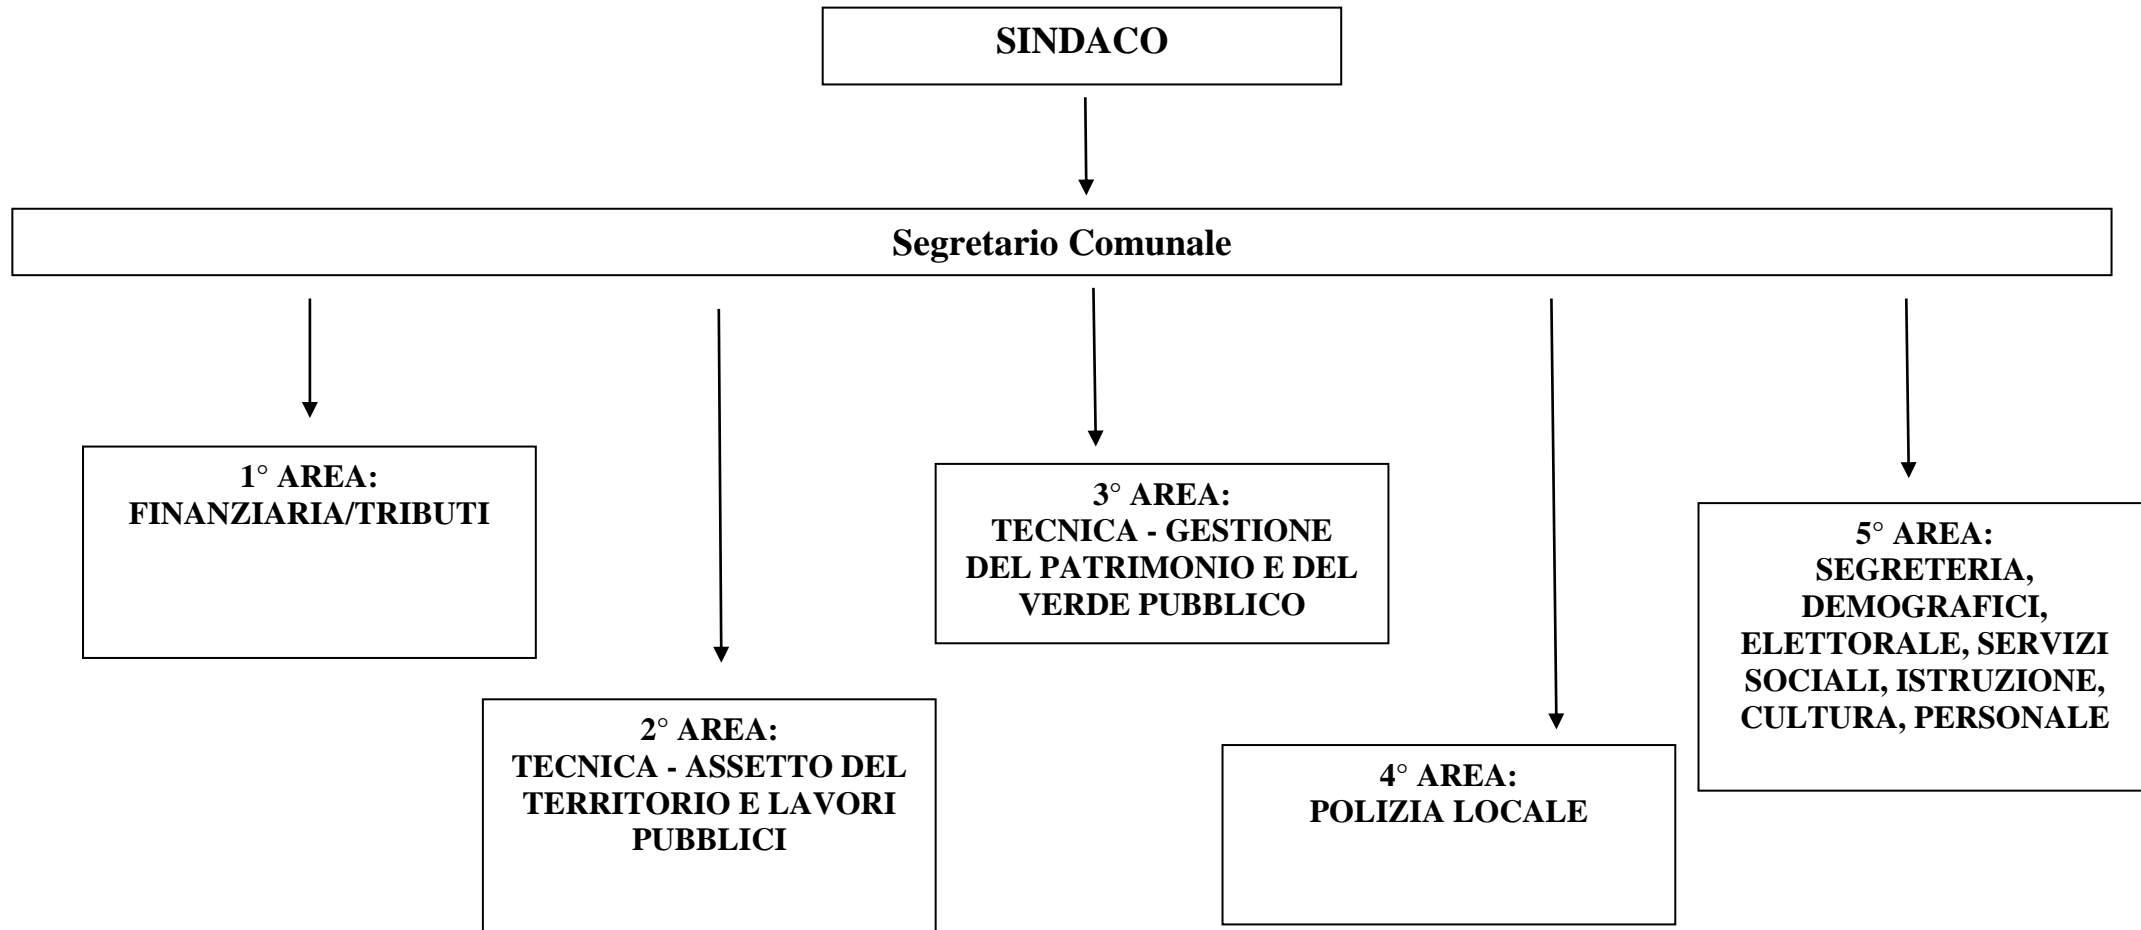 SINDACO
Segretario Comunale
1° AREA:
FINANZIARIA/TRIBUTI
2° AREA:
TECNICA - ASSETTO DEL
TERRITORIO E LAVORI
PUBBLICI
3° AREA:
TECNICA - GESTIONE
DEL PATRIMONIO E DEL
VERDE PUBBLICO
4° AREA:
POLIZIA LOCALE
5° AREA:
SEGRETERIA,
DEMOGRAFICI,
ELETTORALE, SERVIZI
SOCIALI, ISTRUZIONE,
CULTURA, PERSONALE